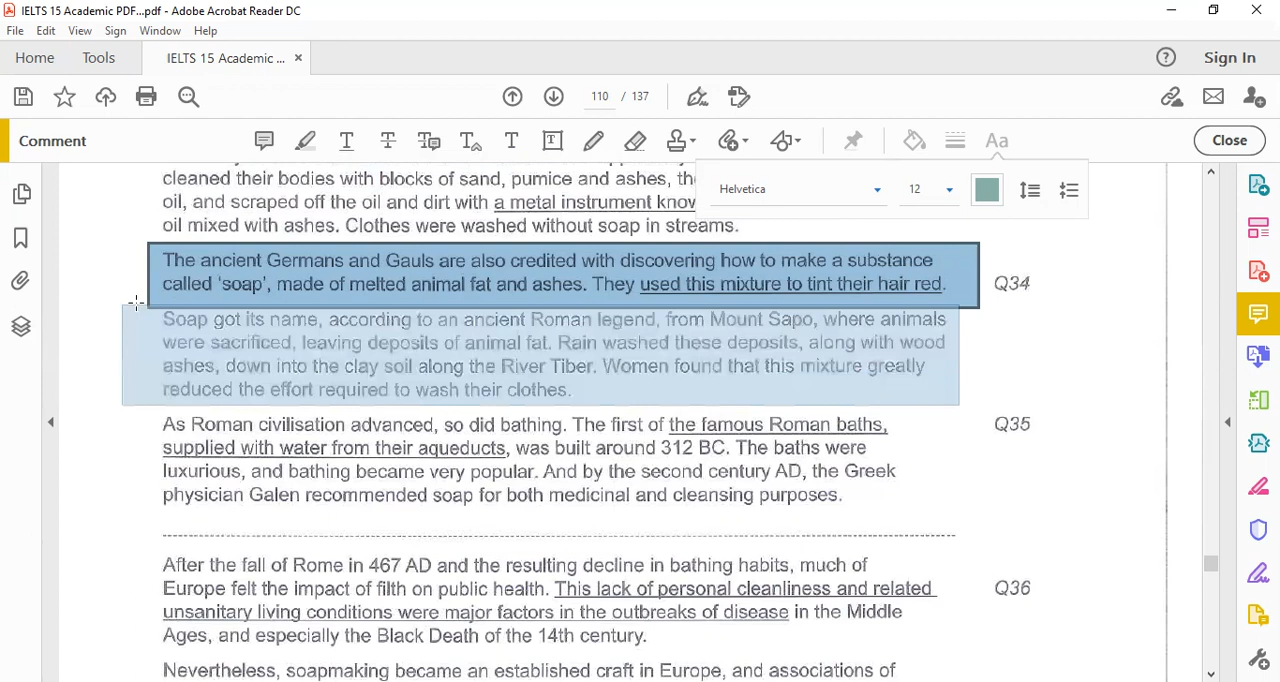 IELTS 15 Academic PDF...pdf - Adobe Acrobat Reader DC
File Edit View Sign Window Help
Home Tools IELTS 15 Academic ... × Sign In
110 / 137
Comment Close
Helvetica 12
cleaned their bodies with blocks of sand, pumice and ashes,
oil, and scraped off the oil and dirt with a metal instrument
oil mixed with ashes. Clothes were washed without soap in streams.
The ancient Germans and Gauls are also credited with discovering how to make a substance
called ‘soap’, made of melted animal fat and ashes. They used this mixture to tint their hair red. Q34
Soap got its name, according to an ancient Roman legend, from Mount Sapo, where animals
were sacrificed, leaving deposits of animal fat. Rain washed these deposits, along with wood
ashes, down into the clay soil along the River Tiber. Women found that this mixture greatly
reduced the effort required to wash their clothes.
As Roman civilisation advanced, so did bathing. The first of the famous Roman baths, Q35
supplied with water from their aqueducts, was built around 312 BC. The baths were
luxurious, and bathing became very popular. And by the second century AD, the Greek
physician Galen recommended soap for both medicinal and cleansing purposes.
After the fall of Rome in 467 AD and the resulting decline in bathing habits, much of
Europe felt the impact of filth on public health. This lack of personal cleanliness and related Q36
unsanitary living conditions were major factors in the outbreaks of disease in the Middle
Ages, and especially the Black Death of the 14th century.
Nevertheless, soapmaking became an established craft in Europe, and associations of